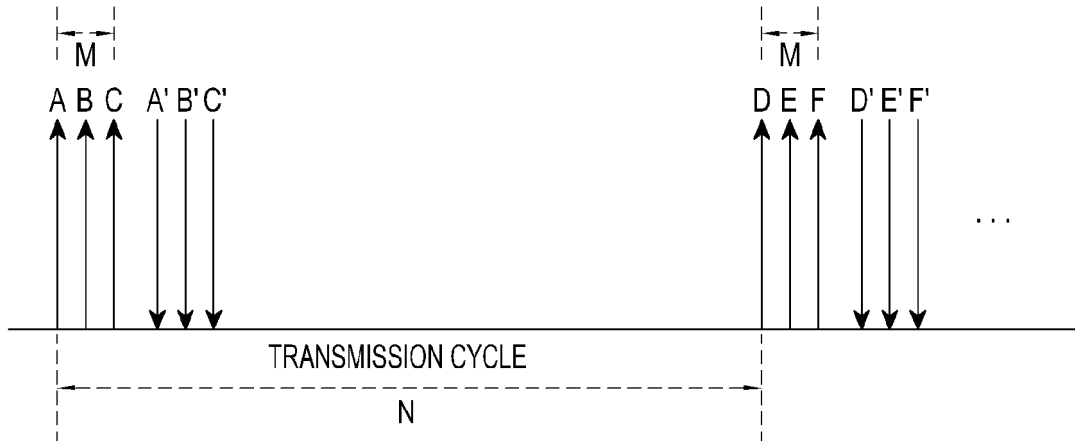 M M
A B C A' B' C' D E F D' E' F'
...
TRANSMISSION CYCLE
N